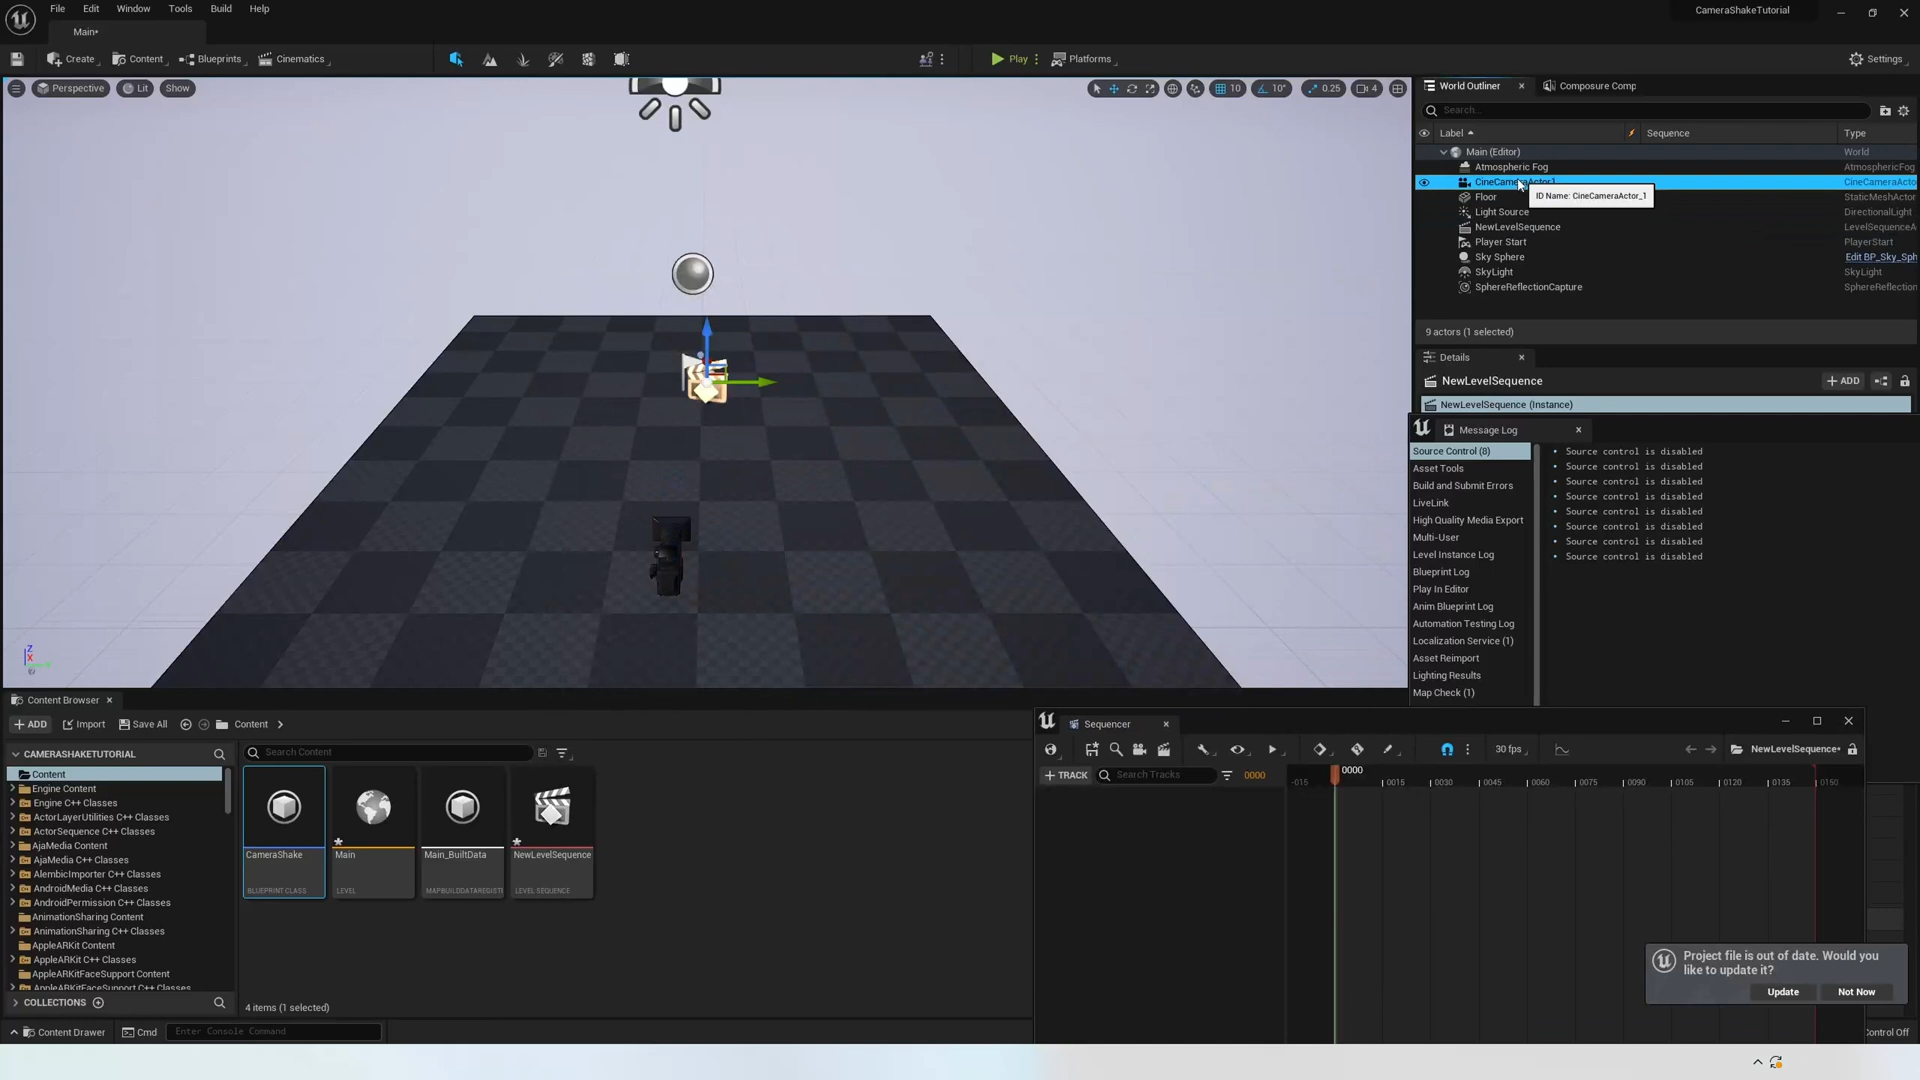 File Edit Window Tools Build Help CameraShakeTutorial
Main*
Create Content Blueprints Cinematics Play Platforms Settings
Perspective Lit Show 10 10° 0.25 4
World Outliner Composure Comp
Search...
Label Sequence Type
Main (Editor) World
Atmospheric Fog AtmosphericFog
CineCameraActor1 CineCameraActo
ID Name: CineCameraActor_1
Floor StaticMeshActor
Light Source DirectionalLight
NewLevelSequence LevelSequenceA
Player Start PlayerStart
Sky Sphere Edit BP_Sky_Sph
SkyLight SkyLight
SphereReflectionCapture SphereReflection
9 actors (1 selected)
Details
NewLevelSequence ADD
NewLevelSequence (Instance)
Message Log
Source Control (8)
Asset Tools
Build and Submit Errors
LiveLink
High Quality Media Export
Multi-User
Level Instance Log
Blueprint Log
Play In Editor
Anim Blueprint Log
Automation Testing Log
Localization Service (1)
Asset Reimport
Lighting Results
Map Check (1)
Source control is disabled
Source control is disabled
Source control is disabled
Source control is disabled
Source control is disabled
Source control is disabled
Source control is disabled
Source control is disabled
Z
X
Content Browser
ADD Import Save All Content
CAMERASHAKETUTORIAL
Content
Engine Content
Engine C++ Classes
ActorLayerUtilities C++ Classes
ActorSequence C++ Classes
AjaMedia Content
AjaMedia C++ Classes
AlembicImporter C++ Classes
AndroidMedia C++ Classes
AndroidPermission C++ Classes
AnimationSharing Content
AnimationSharing C++ Classes
AppleARKit Content
AppleARKit C++ Classes
AppleARKitFaceSupport Content
AppleARKitFaceSupport C++ Classes
COLLECTIONS
Search Content
CameraShake
BLUEPRINT CLASS
Main
LEVEL
Main_BuiltData
MAPBUILDDATAREGISTR
NewLevelSequence
LEVEL SEQUENCE
4 items (1 selected)
Sequencer
30 fps NewLevelSequence*
TRACK Search Tracks 0000
-015 0000 0015 0030 0045 0060 0075 0090 0105 0120 0135 0150
Project file is out of date. Would you
like to update it?
Update Not Now
Content Drawer Cmd Enter Console Command Control Off